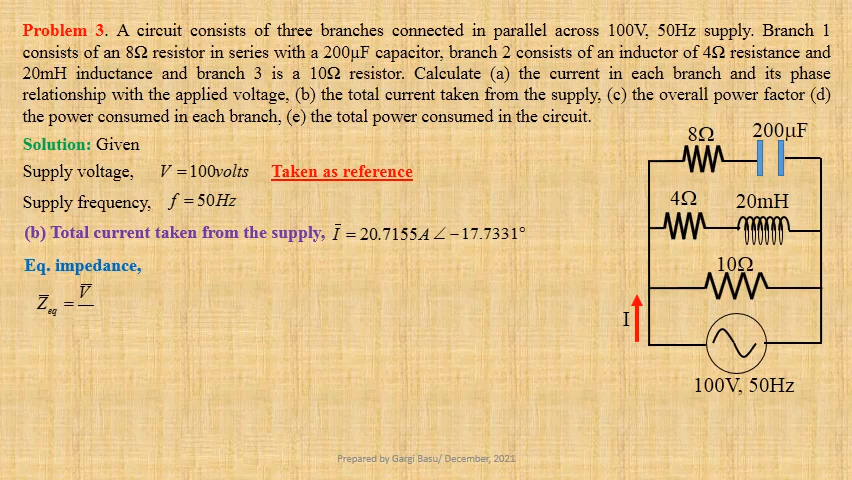 Problem 3. A circuit consists of three branches connected in parallel across 100V, 50Hz supply. Branch 1
consists of an 8Ω resistor in series with a 200μF capacitor, branch 2 consists of an inductor of 4Ω resistance and
20mH inductance and branch 3 is a 10Ω resistor. Calculate (a) the current in each branch and its phase
relationship with the applied voltage, (b) the total current taken from the supply, (c) the overall power factor (d)
the power consumed in each branch, (e) the total power consumed in the circuit.
Solution: Given
Supply voltage, V = 100volts Taken as reference
Supply frequency, f = 50Hz
(b) Total current taken from the supply, Ī = 20.7155A ∠ −17.7331°
Eq. impedance,
Z̄eq = V̄
8Ω 200μF
4Ω 20mH
10Ω
I
100V, 50Hz
Prepared by Gargi Basu/ December, 2021